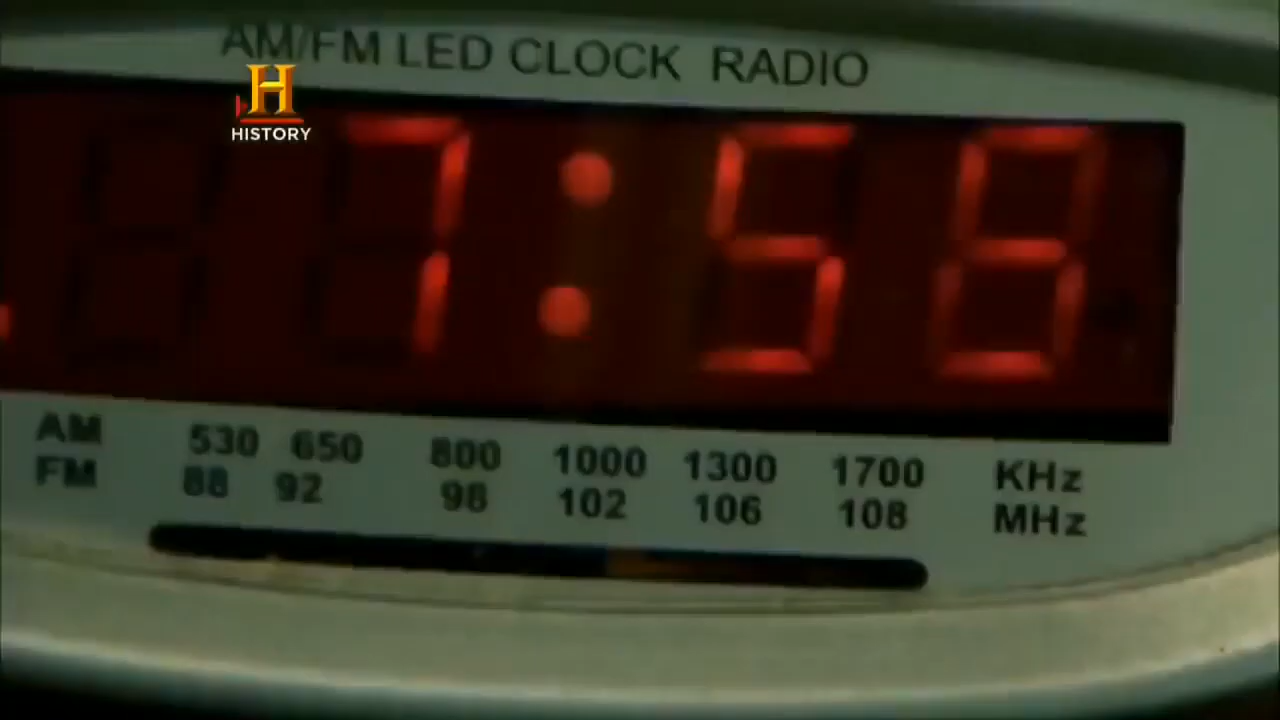 AM/FM LED CLOCK RADIO
H
HISTORY
7:58
AM 530 650 800 1000 1300 1700 KHz
FM 88 92 98 102 106 108 MHz